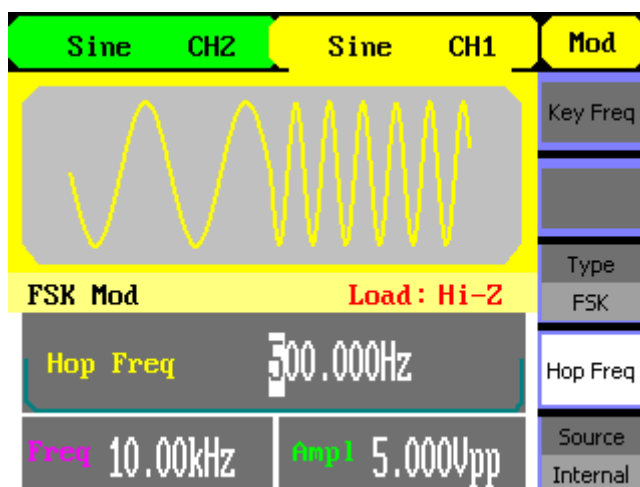 Sine CH2 Sine CH1 Mod
Key Freq
Type
FSK
FSK Mod Load: Hi-Z
Hop Freq 500.000Hz
Hop Freq
Freq 10.00kHz Ampl 5.000Vpp
Source
Internal